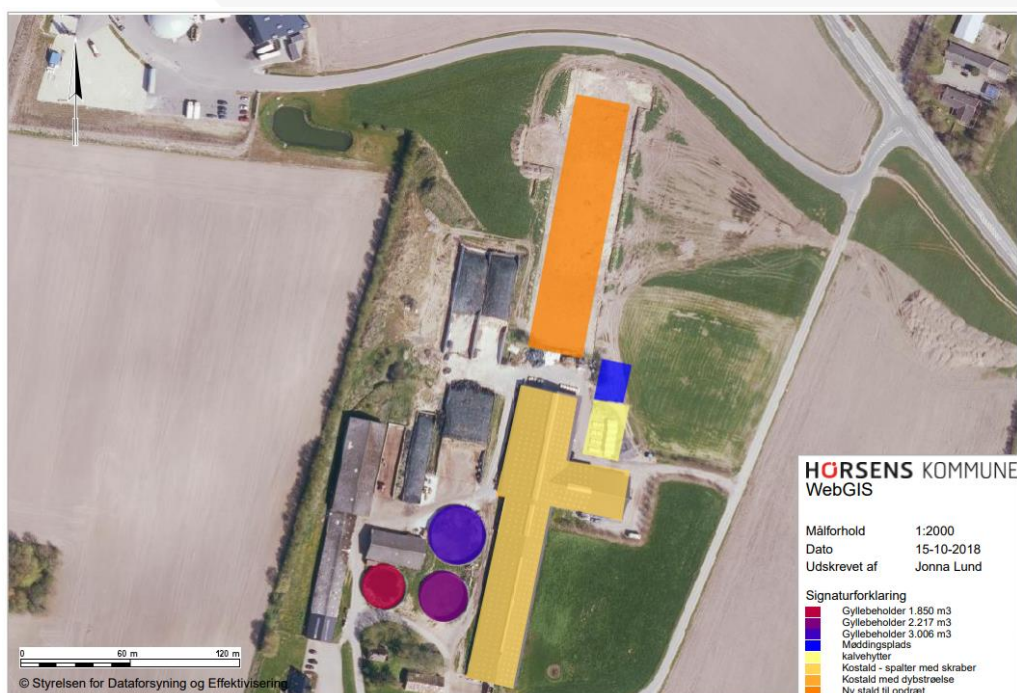 HORSENS KOMMUNE
WebGIS
Målforhold 1:2000
Dato 15-10-2018
Udskrevet af Jonna Lund
Signaturforklaring
Gyllebeholder 1.850 m3
Gyllebeholder 2.217 m3
Gyllebeholder 3.006 m3
Møddingsplads
kalvehytter
Kostald - spalter med skraber
Kostald med dybstrøelse
Ny stald til opdræt
60 m 120 m
© Styrelsen for Dataforsyning og Effektivisering